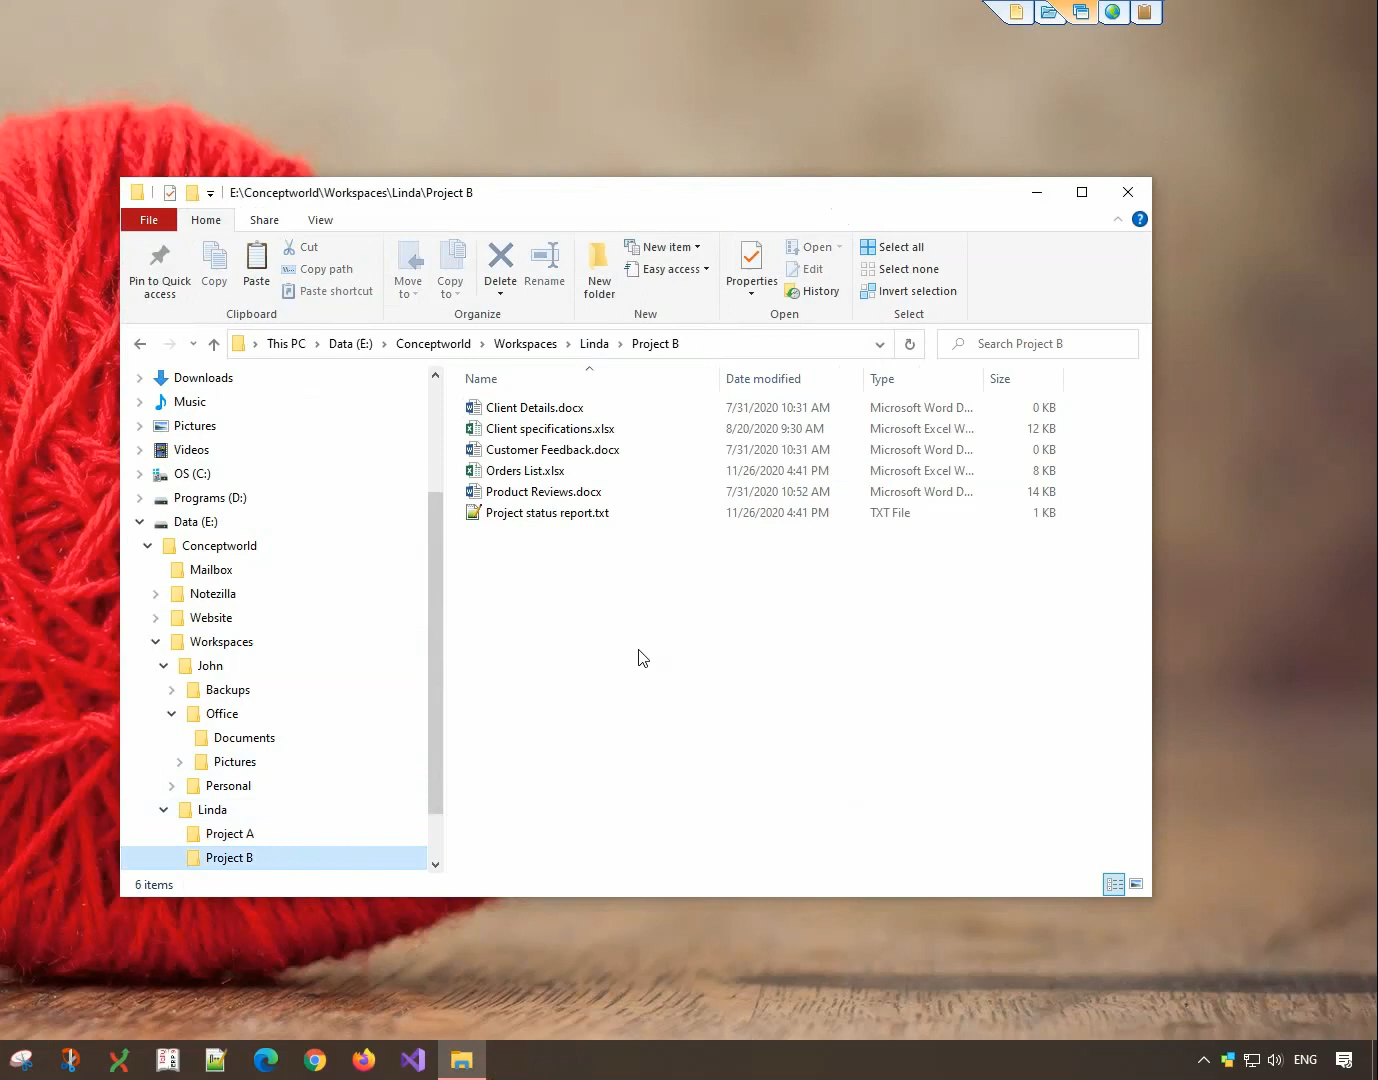 E:\Conceptworld\Workspaces\Linda\Project B
File Home Share View
Pin to Quick access
Copy
Paste
Cut
Copy path
Paste shortcut
Clipboard
Move to
Copy to
Delete
Rename
Organize
New folder
New item
Easy access
New
Properties
Open
Edit
History
Open
Select all
Select none
Invert selection
Select
This PC > Data (E:) > Conceptworld > Workspaces > Linda > Project B
Search Project B
Downloads
Music
Pictures
Videos
OS (C:)
Programs (D:)
Data (E:)
Conceptworld
Mailbox
Notezilla
Website
Workspaces
John
Backups
Office
Documents
Pictures
Personal
Linda
Project A
Project B
Name Date modified Type Size
Client Details.docx 7/31/2020 10:31 AM Microsoft Word D... 0 KB
Client specifications.xlsx 8/20/2020 9:30 AM Microsoft Excel W... 12 KB
Customer Feedback.docx 7/31/2020 10:31 AM Microsoft Word D... 0 KB
Orders List.xlsx 11/26/2020 4:41 PM Microsoft Excel W... 8 KB
Product Reviews.docx 7/31/2020 10:52 AM Microsoft Word D... 14 KB
Project status report.txt 11/26/2020 4:41 PM TXT File 1 KB
6 items
ENG